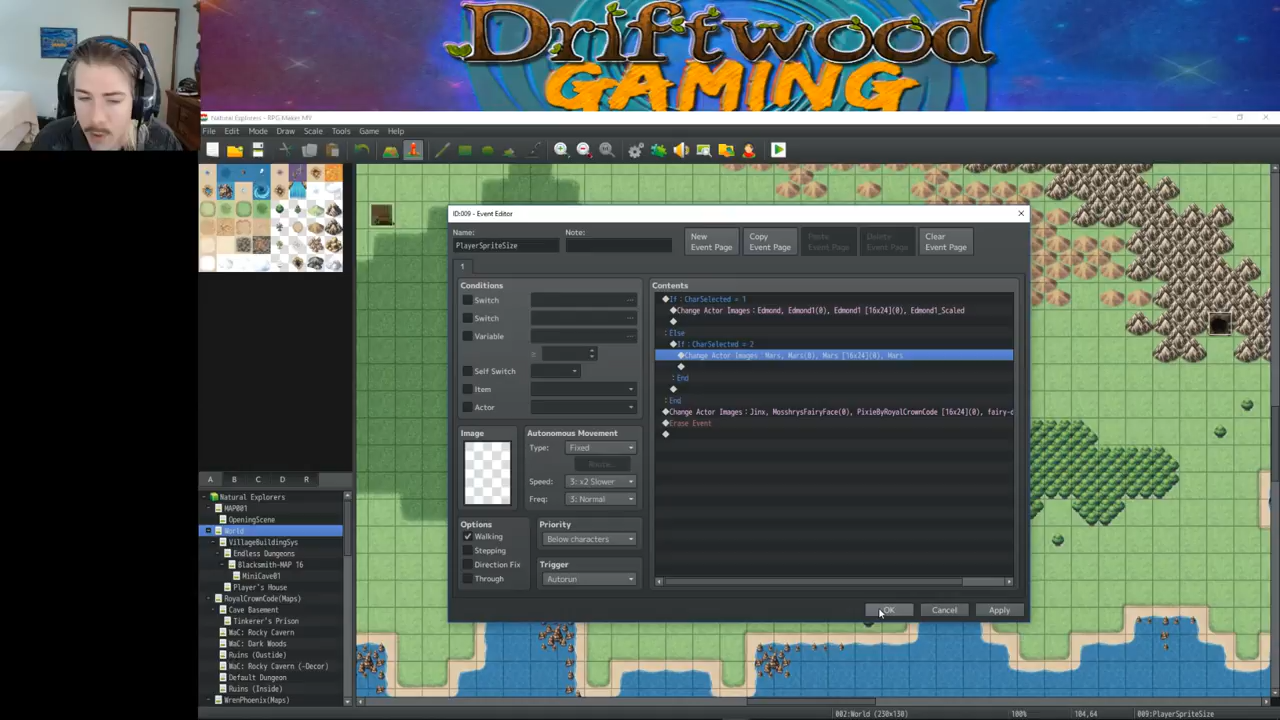 Driftwood
GAMING
Natural Explorers - RPG Maker MV
File Edit Mode Draw Scale Tools Game Help
ID:009 - Event Editor
Name:
Note:
PlayerSpriteSize
New
Event Page
Copy
Event Page
Paste
Event Page
Delete
Event Page
Clear
Event Page
1
Conditions
Switch
Switch
Variable
Self Switch
Item
Actor
Image
Autonomous Movement
Type: Fixed
Route...
Speed: 3: x2 Slower
Freq: 3: Normal
Options
Walking
Stepping
Direction Fix
Through
Priority
Below characters
Trigger
Autorun
Contents
◆If : CharSelected = 1
◆Change Actor Images : Edmond, Edmond1(0), Edmond1 [16x24](0), Edmond1_Scaled
◆
: Else
◆If : CharSelected = 2
◆Change Actor Images : Mars, Mars(0), Mars [16x24](0), Mars
◆
: End
◆
: End
◆Change Actor Images : Jinx, MosshrysFairyFace(0), PixieByRoyalCrownCode [16x24](0), fairy-
◆Erase Event
◆
OK Cancel Apply
A B C D R
Natural Explorers
MAP001
OpeningScene
World
VillageBuildingSys
Endless Dungeons
Blacksmith-MAP 16
MiniCave01
Player's House
RoyalCrownCode(Maps)
Cave Basement
Tinkerer's Prison
WaC: Rocky Cavern
WaC: Dark Woods
Ruins (Oustide)
WaC: Rocky Cavern (-Decor)
Default Dungeon
Ruins (Inside)
WrenPhoenix(Maps)
002:World (230x130) 100% 104,64 009:PlayerSpriteSize